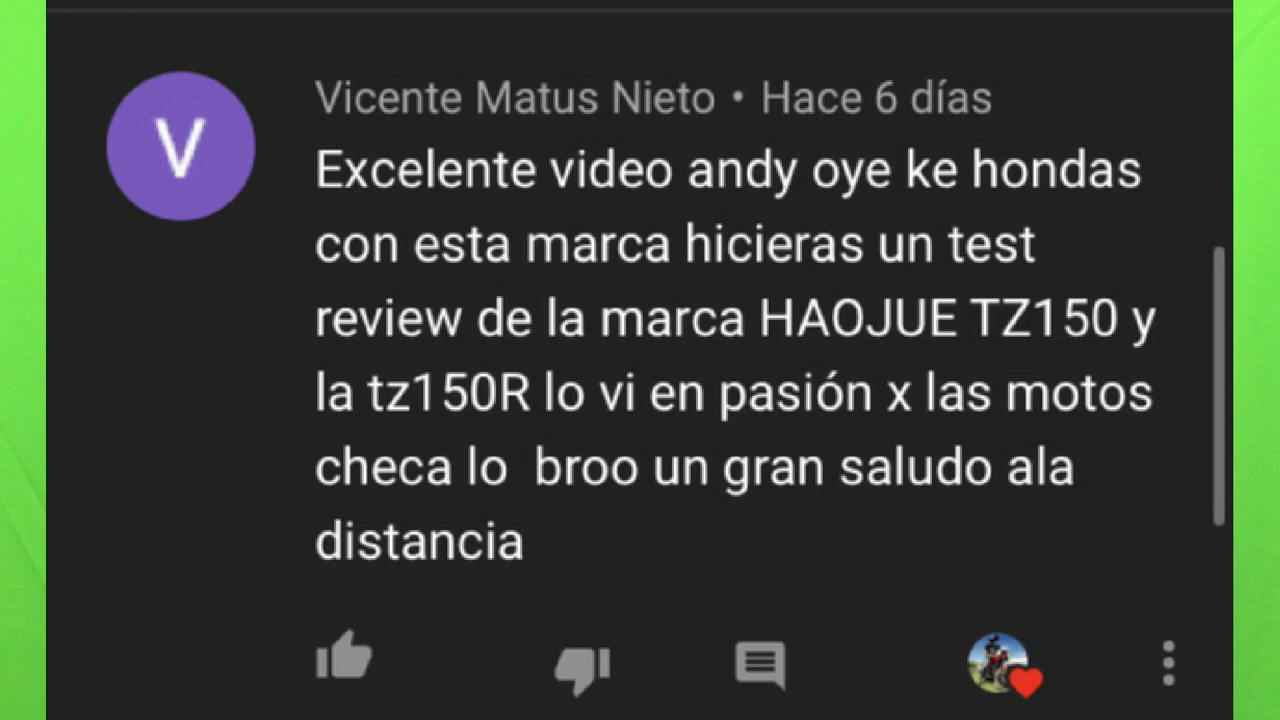 Vicente Matus Nieto • Hace 6 días
V
Excelente video andy oye ke hondas
con esta marca hicieras un test
review de la marca HAOJUE TZ150 y
la tz150R lo vi en pasión x las motos
checa lo  broo un gran saludo ala
distancia